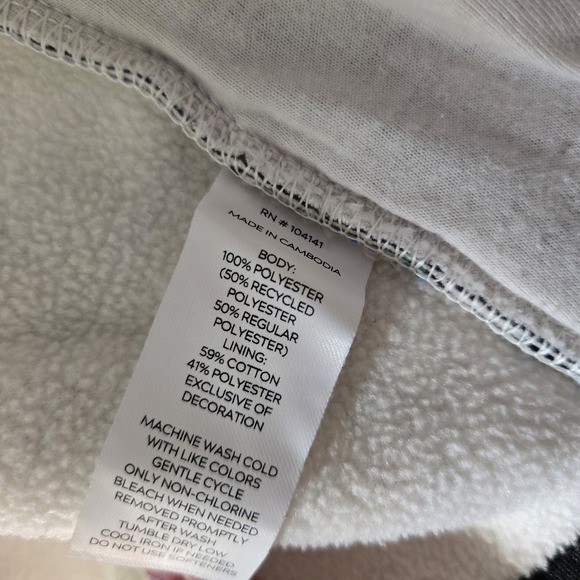 RN # 104141
MADE IN CAMBODIA
BODY:
100% POLYESTER
(50% RECYCLED
POLYESTER
50% REGULAR
POLYESTER)
LINING:
59% COTTON
41% POLYESTER
EXCLUSIVE OF
DECORATION
MACHINE WASH COLD
WITH LIKE COLORS
GENTLE CYCLE
ONLY NON-CHLORINE
BLEACH WHEN NEEDED
REMOVED PROMPTLY
AFTER WASH
TUMBLE DRY LOW
COOL IRON IF NEEDED
DO NOT USE SOFTENERS